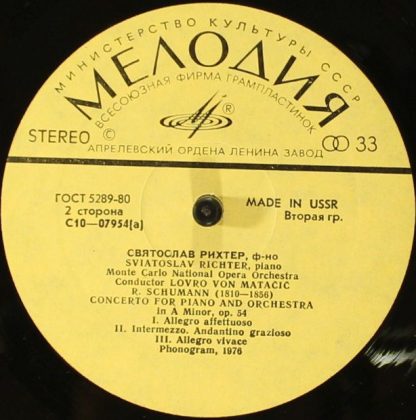 МИНИСТЕРСТВО КУЛЬТУРЫ СССР
МЕЛОДИЯ
ВСЕСОЮЗНАЯ ФИРМА ГРАМПЛАСТИНОК
®
STEREO © 33
АПРЕЛЕВСКИЙ ОРДЕНА ЛЕНИНА ЗАВОД
ГОСТ 5289-80
2 сторона
С10—07954(а)
MADE IN USSR
Вторая гр.
СВЯТОСЛАВ РИХТЕР, ф-но
SVIATOSLAV RICHTER, piano
Monte Carlo National Opera Orchestra
Conductor LOVRO VON MATAČIĆ
R. SCHUMANN (1810—1856)
CONCERTO FOR PIANO AND ORCHESTRA
in A Minor, op. 54
I. Allegro affettuoso
II. Intermezzo. Andantino grazioso
III. Allegro vivace
Phonogram, 1976